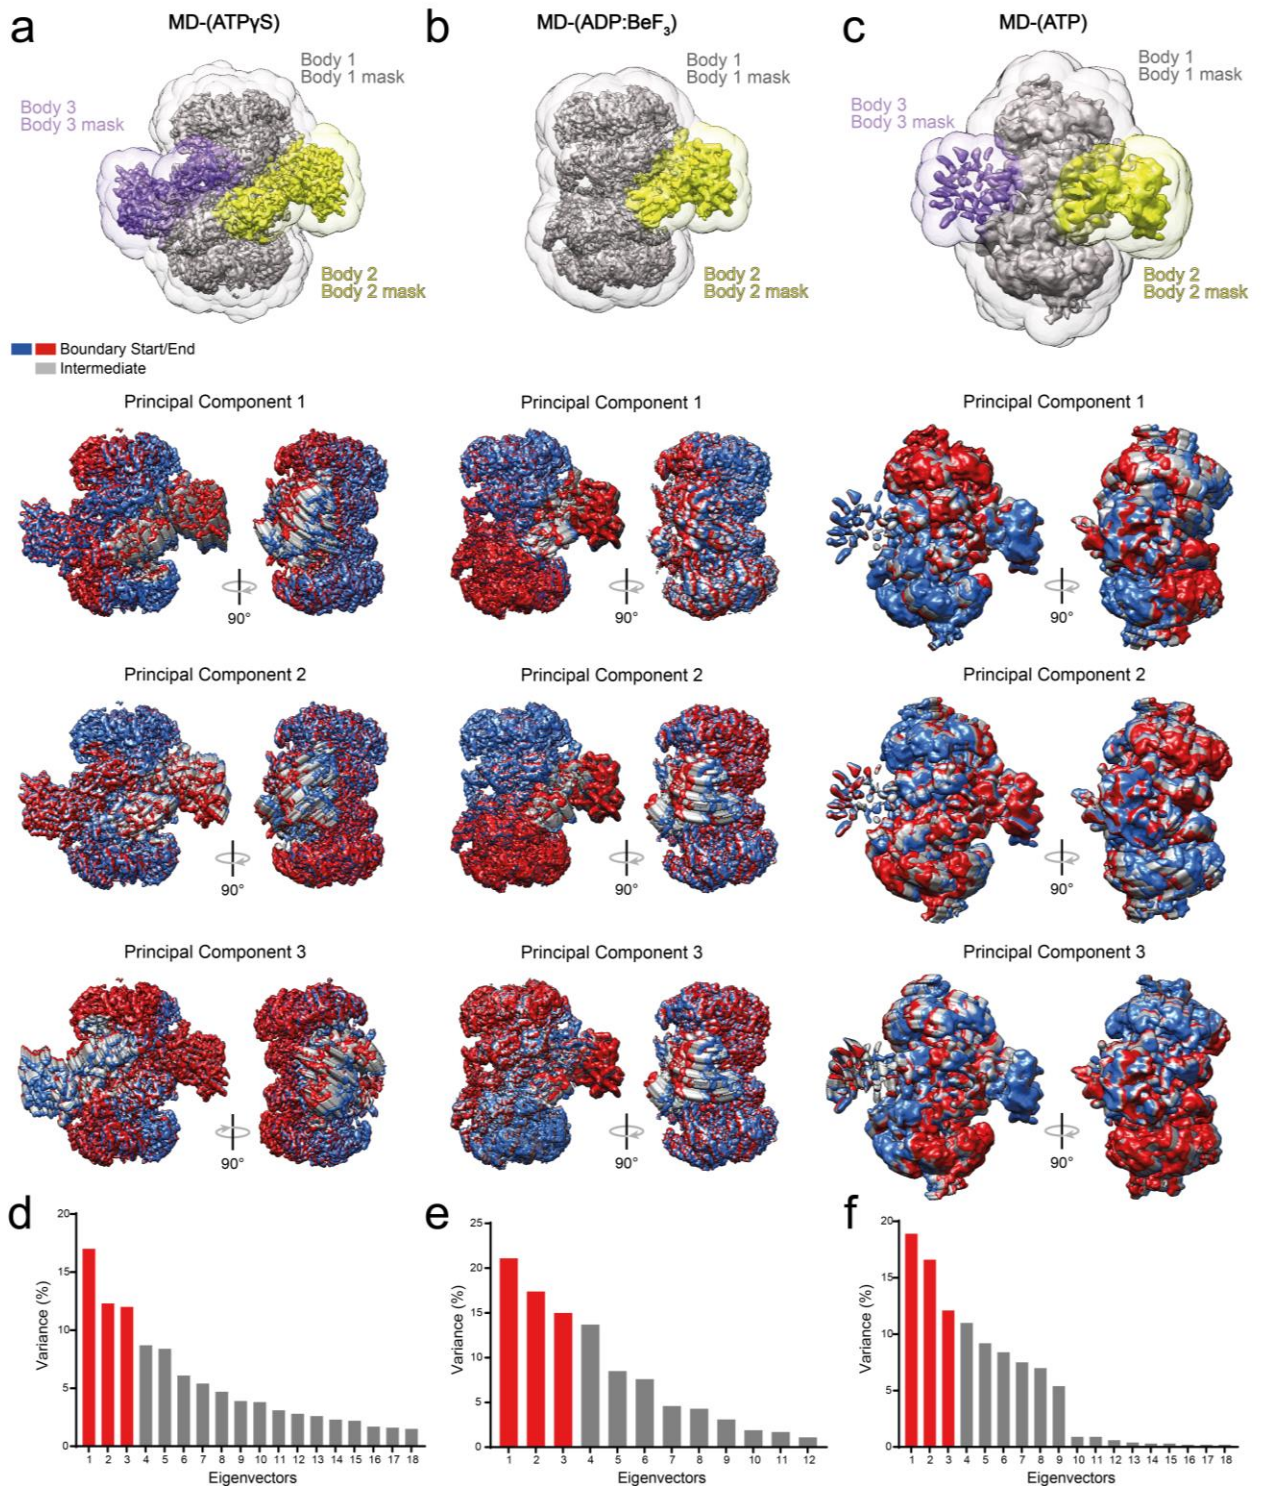 a
MD-(ATPγS)
Body 1
Body 1 mask
Body 3
Body 3 mask
Body 2
Body 2 mask
b
MD-(ADP:BeF₃)
Body 1
Body 1 mask
Body 2
Body 2 mask
c
MD-(ATP)
Body 1
Body 1 mask
Body 3
Body 3 mask
Body 2
Body 2 mask
Boundary Start/End
Intermediate
Principal Component 1
90°
Principal Component 1
90°
Principal Component 1
90°
Principal Component 2
90°
Principal Component 2
90°
Principal Component 2
90°
Principal Component 3
90°
Principal Component 3
90°
Principal Component 3
90°
d
Variance (%)
20
15
10
5
0
1 2 3 4 5 6 7 8 9 10 11 12 13 14 15 16 17 18
Eigenvectors
e
Variance (%)
25
20
15
10
5
0
1 2 3 4 5 6 7 8 9 10 11 12
Eigenvectors
f
Variance (%)
20
15
10
5
0
1 2 3 4 5 6 7 8 9 10 11 12 13 14 15 16 17 18
Eigenvectors